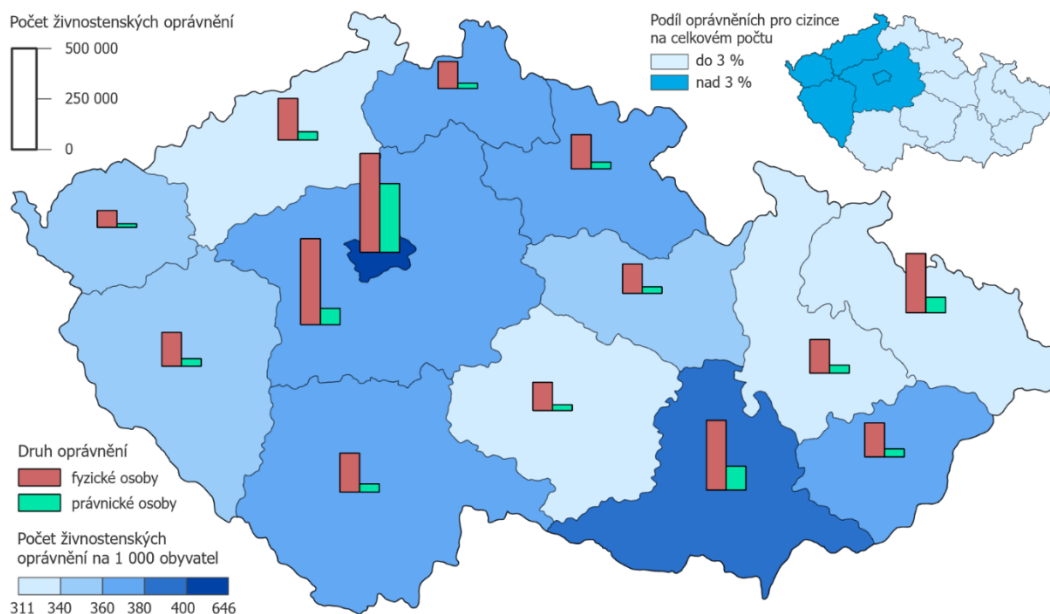 Počet živnostenských oprávnění
500 000
250 000
0
Podíl oprávněních pro cizince
na celkovém počtu
do 3 %
nad 3 %
Druh oprávnění
fyzické osoby
právnické osoby
Počet živnostenských
oprávnění na 1 000 obyvatel
311 340 360 380 400 646